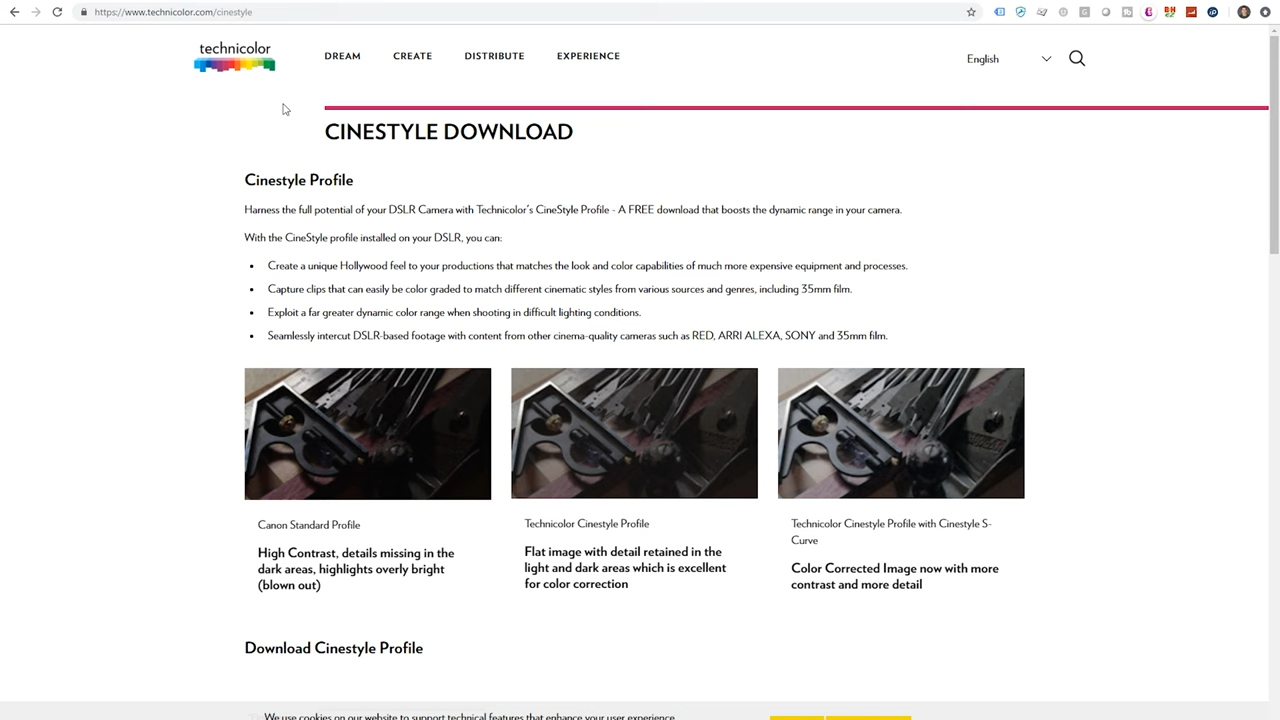 https://www.technicolor.com/cinestyle
technicolor
DREAM CREATE DISTRIBUTE EXPERIENCE
English
CINESTYLE DOWNLOAD
Cinestyle Profile
Harness the full potential of your DSLR Camera with Technicolor's CineStyle Profile - A FREE download that boosts the dynamic range in your camera.
With the CineStyle profile installed on your DSLR, you can:
• Create a unique Hollywood feel to your productions that matches the look and color capabilities of much more expensive equipment and processes.
• Capture clips that can easily be color graded to match different cinematic styles from various sources and genres, including 35mm film.
• Exploit a far greater dynamic color range when shooting in difficult lighting conditions.
• Seamlessly intercut DSLR-based footage with content from other cinema-quality cameras such as RED, ARRI ALEXA, SONY and 35mm film.
Canon Standard Profile
High Contrast, details missing in the
dark areas, highlights overly bright
(blown out)
Technicolor Cinestyle Profile
Flat image with detail retained in the
light and dark areas which is excellent
for color correction
Technicolor Cinestyle Profile with Cinestyle S-
Curve
Color Corrected Image now with more
contrast and more detail
Download Cinestyle Profile
We use cookies on our website to support technical features that enhance your user experience.